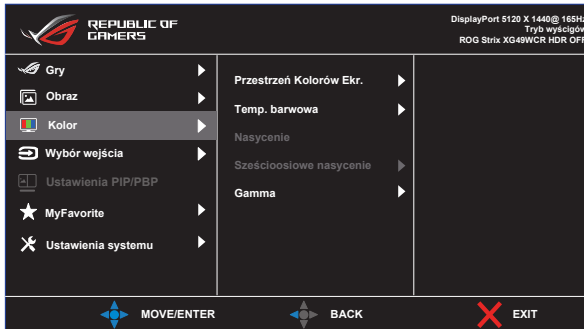 REPUBLIC OF
GAMERS
DisplayPort 5120 X 1440@ 165Hz
Tryb wyścigów
ROG Strix XG49WCR HDR OFF
Gry
Obraz
Kolor
Wybór wejścia
Ustawienia PIP/PBP
MyFavorite
Ustawienia systemu
Przestrzeń Kolorów Ekr.
Temp. barwowa
Nasycenie
Sześcioosiowe nasycenie
Gamma
MOVE/ENTER
BACK
EXIT